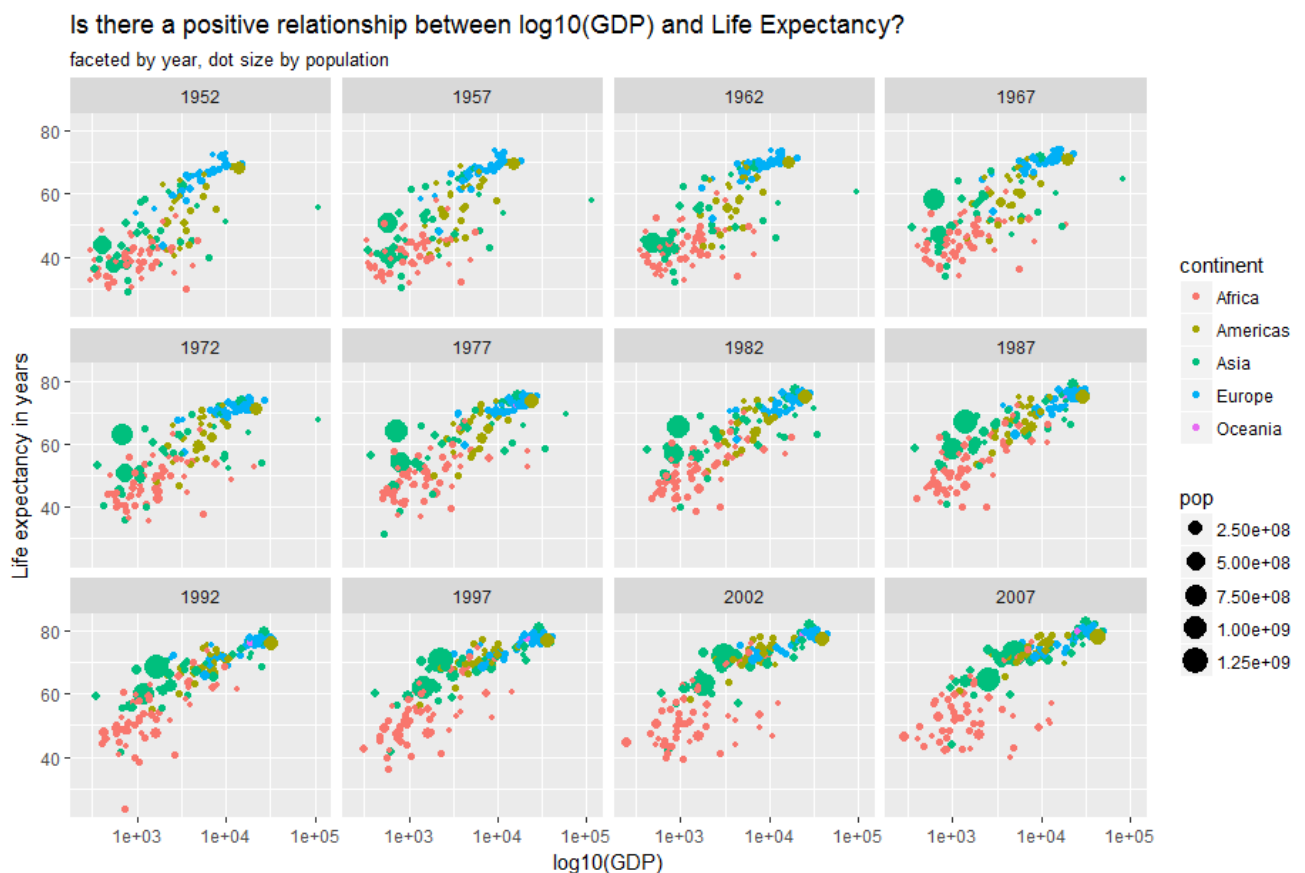 Is there a positive relationship between log10(GDP) and Life Expectancy?
faceted by year, dot size by population
1952 1957 1962 1967
80
60
40
1972 1977 1982 1987
80
60
40
1992 1997 2002 2007
80
60
40
1e+03 1e+04 1e+05 1e+03 1e+04 1e+05 1e+03 1e+04 1e+05 1e+03 1e+04 1e+05
log10(GDP)
Life expectancy in years
continent
Africa
Americas
Asia
Europe
Oceania
pop
2.50e+08
5.00e+08
7.50e+08
1.00e+09
1.25e+09